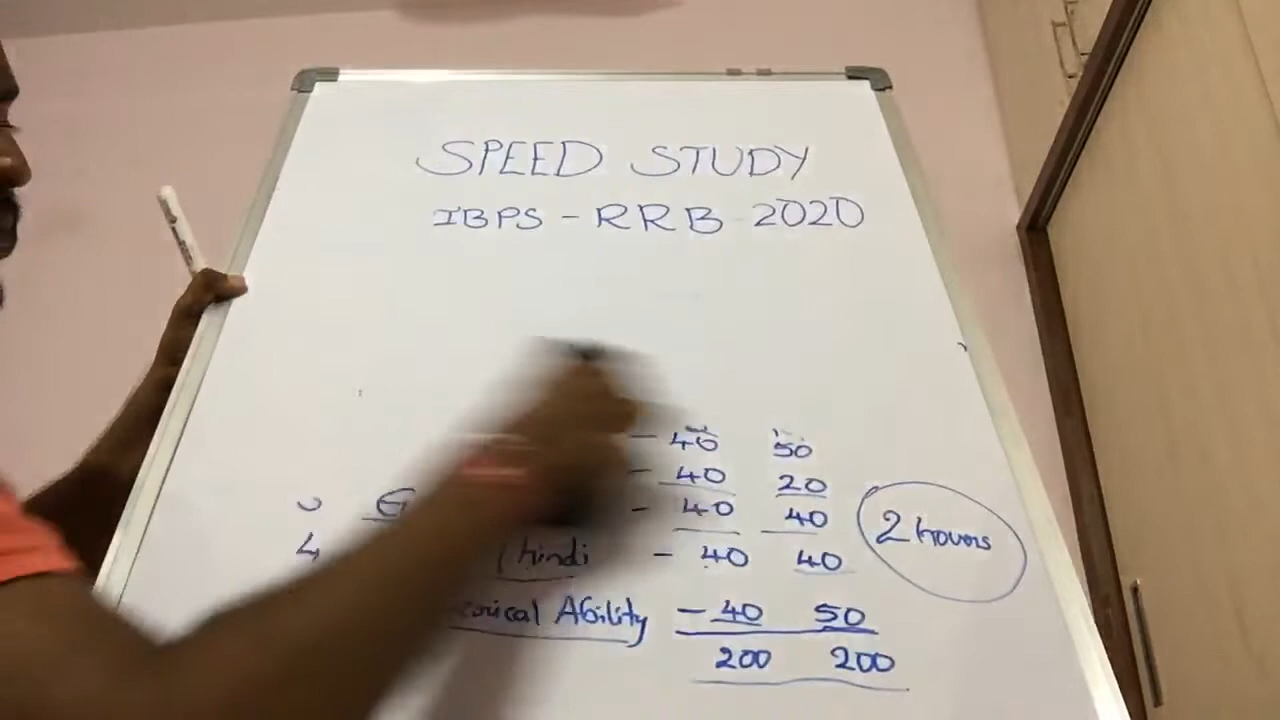 SPEED STUDY
IBPS - RRB 2020
- 40 50
- 40 20
- 40 40
4 hindi - 40 40
Ability - 40 50
200 200
2 hours